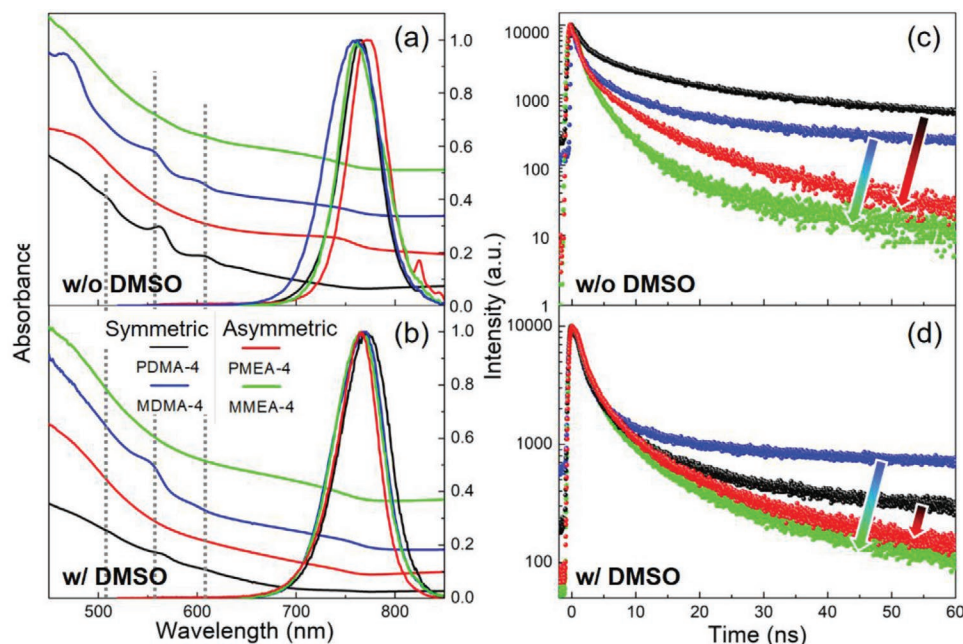 (a)
w/o DMSO
1.0
0.8
0.6
0.4
0.2
0.0
(b)
w/ DMSO
Symmetric Asymmetric
PDMA-4 PMEA-4
MDMA-4 MMEA-4
1.0
0.8
0.6
0.4
0.2
0.0
500 600 700 800
Wavelength (nm)
Absorbance
(c)
w/o DMSO
10000
1000
100
10
1
(d)
w/ DMSO
10000
1000
100
0 10 20 30 40 50 60
Time (ns)
Intensity (a.u.)